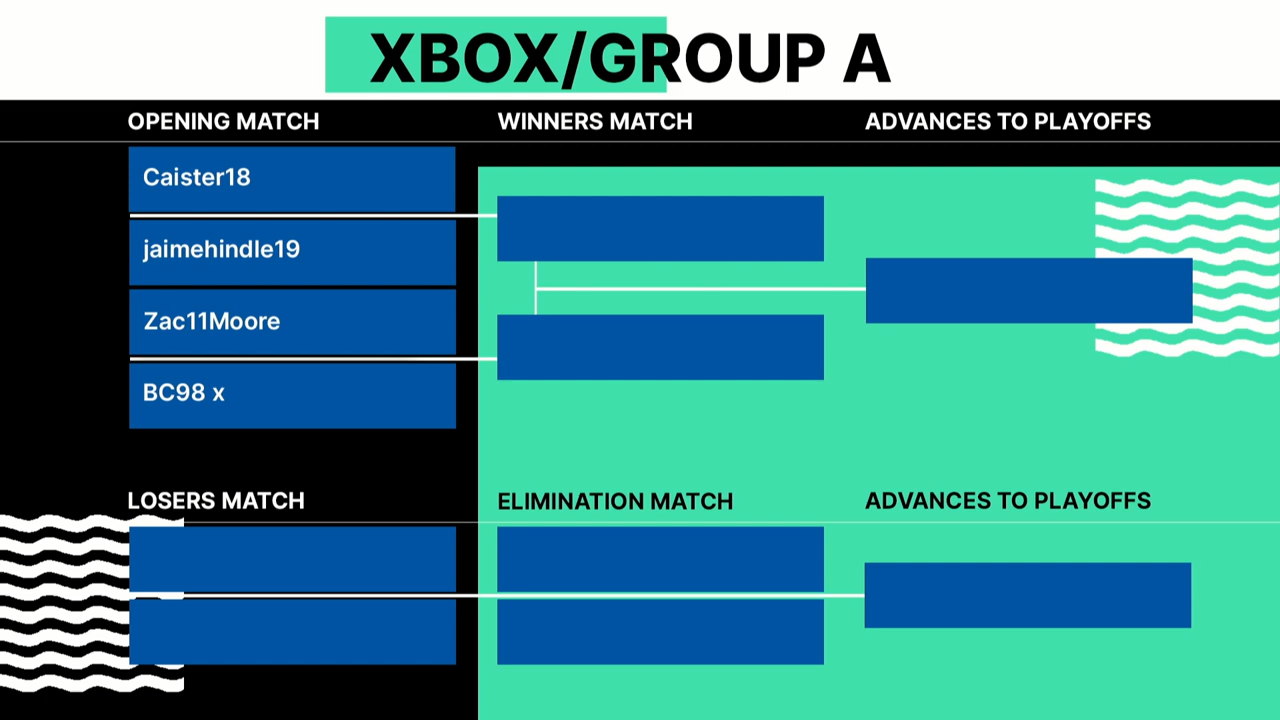 XBOX/GROUP A
OPENING MATCH
WINNERS MATCH
ADVANCES TO PLAYOFFS
Caister18
jaimehindle19
Zac11Moore
BC98 x
LOSERS MATCH
ELIMINATION MATCH
ADVANCES TO PLAYOFFS